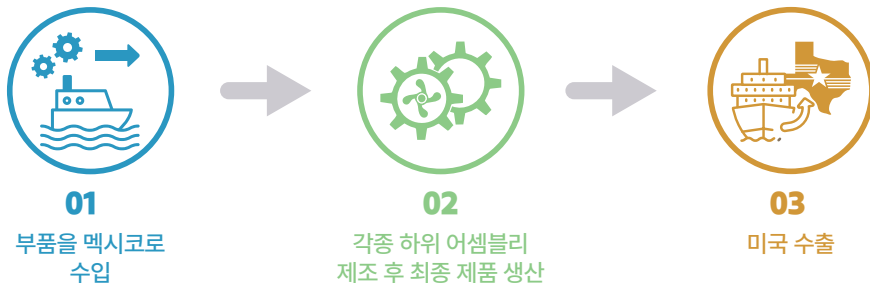 01
부품을 멕시코로
수입
02
각종 하위 어셈블리
제조 후 최종 제품 생산
03
미국 수출